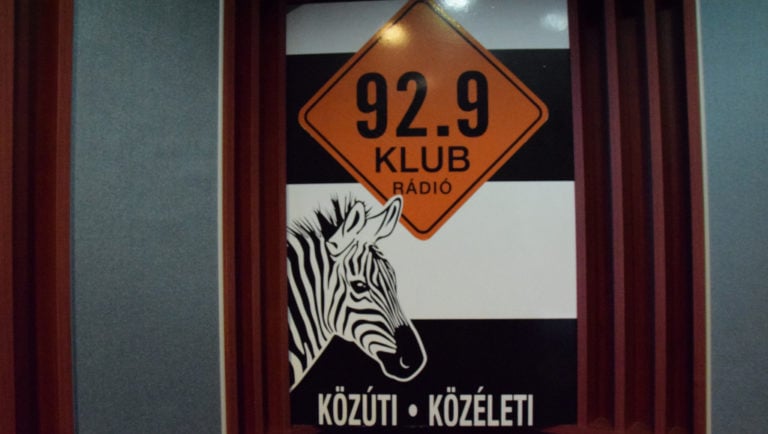 92.9
KLUB
RÁDIÓ
KÖZÚTI • KÖZÉLETI